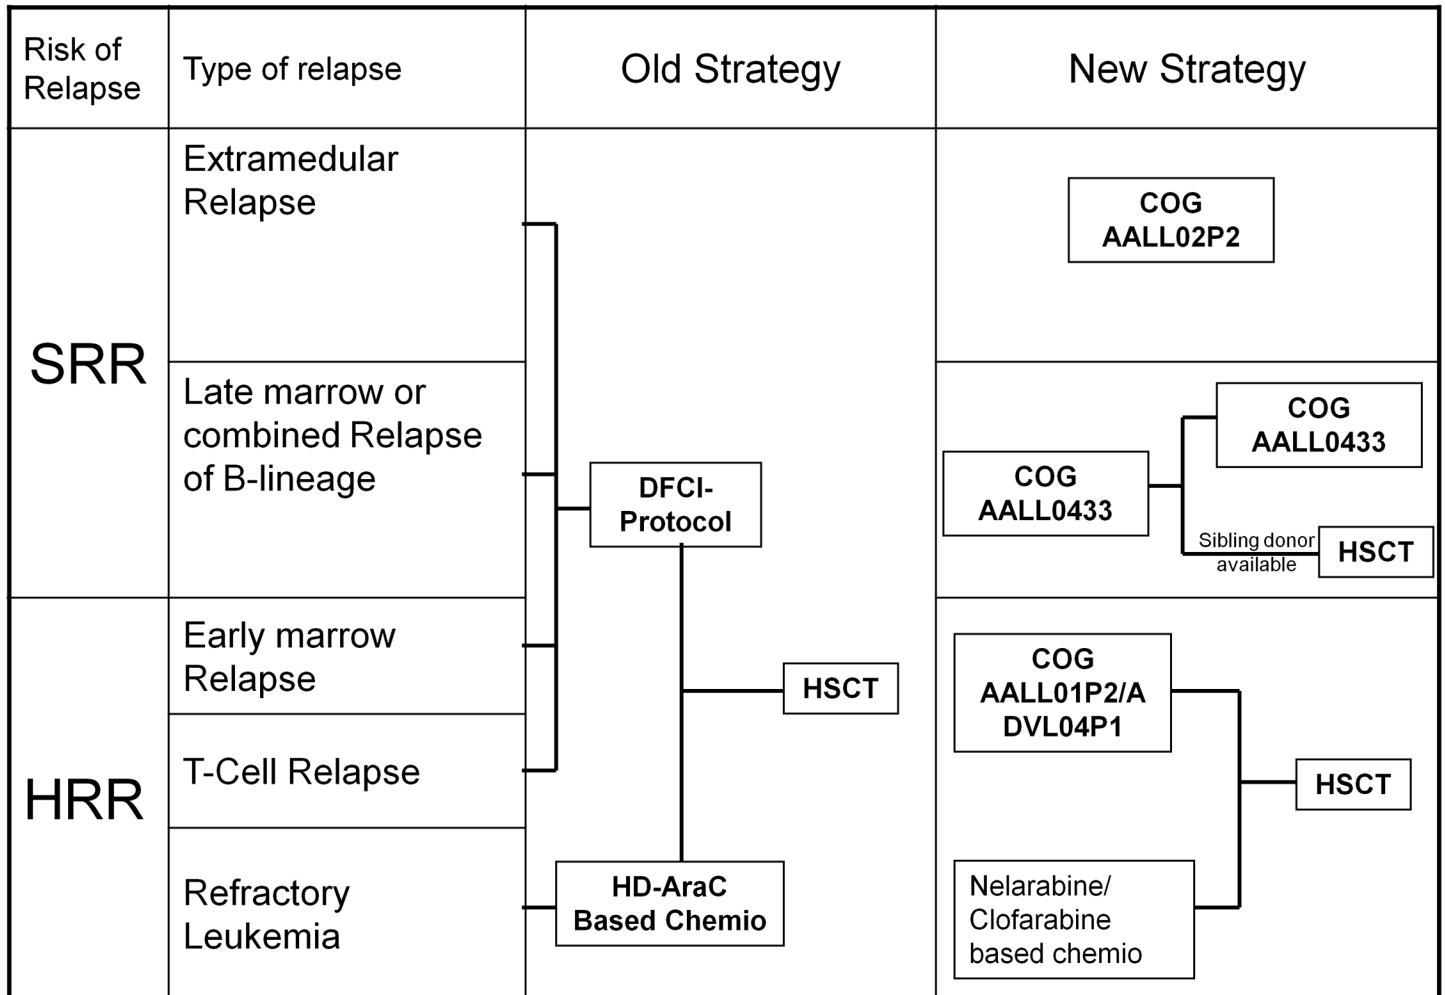 Risk of
Relapse
Type of relapse
Old Strategy
New Strategy
SRR
Extramedular
Relapse
COG
AALL02P2
Late marrow or
combined Relapse
of B-lineage
DFCI-
Protocol
COG
AALL0433
COG
AALL0433
Sibling donor
available
HSCT
HRR
Early marrow
Relapse
HSCT
COG
AALL01P2/A
DVL04P1
HSCT
T-Cell Relapse
Refractory
Leukemia
HD-AraC
Based Chemio
Nelarabine/
Clofarabine
based chemio